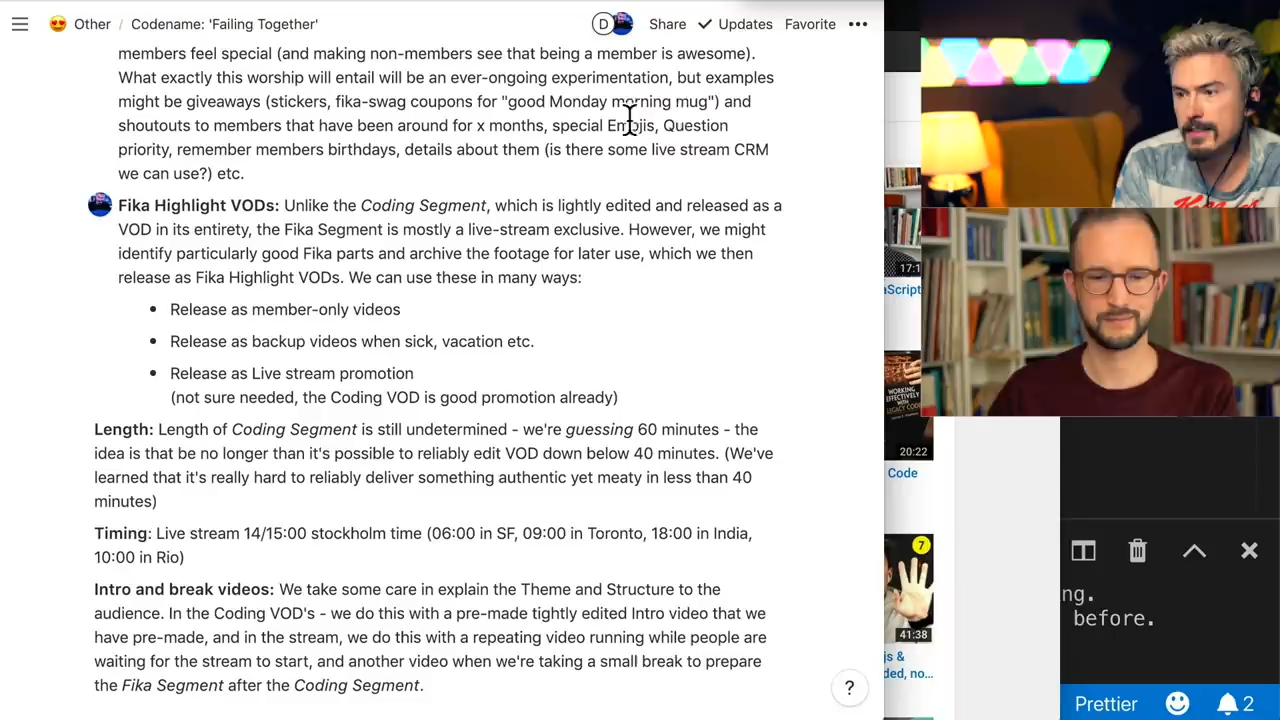 Other / Codename: 'Failing Together'
D
Share
Updates
Favorite
members feel special (and making non-members see that being a member is awesome).
What exactly this worship will entail will be an ever-ongoing experimentation, but examples
might be giveaways (stickers, fika-swag coupons for "good Monday morning mug") and
shoutouts to members that have been around for x months, special Emojis, Question
priority, remember members birthdays, details about them (is there some live stream CRM
we can use?) etc.
Fika Highlight VODs: Unlike the Coding Segment, which is lightly edited and released as a
VOD in its entirety, the Fika Segment is mostly a live-stream exclusive. However, we might
identify particularly good Fika parts and archive the footage for later use, which we then
release as Fika Highlight VODs. We can use these in many ways:
• Release as member-only videos
• Release as backup videos when sick, vacation etc.
• Release as Live stream promotion
(not sure needed, the Coding VOD is good promotion already)
Length: Length of Coding Segment is still undetermined - we're guessing 60 minutes - the
idea is that be no longer than it's possible to reliably edit VOD down below 40 minutes. (We've
learned that it's really hard to reliably deliver something authentic yet meaty in less than 40
minutes)
Timing: Live stream 14/15:00 stockholm time (06:00 in SF, 09:00 in Toronto, 18:00 in India,
10:00 in Rio)
Intro and break videos: We take some care in explain the Theme and Structure to the
audience. In the Coding VOD's - we do this with a pre-made tightly edited Intro video that we
have pre-made, and in the stream, we do this with a repeating video running while people are
waiting for the stream to start, and another video when we're taking a small break to prepare
the Fika Segment after the Coding Segment.
?
17:1
aScript
WORKING
EFFECTIVELY
WITH
LEGACY CODE
20:22
Code
7
41:38
js &
ded, no...
ng.
before.
Prettier
2